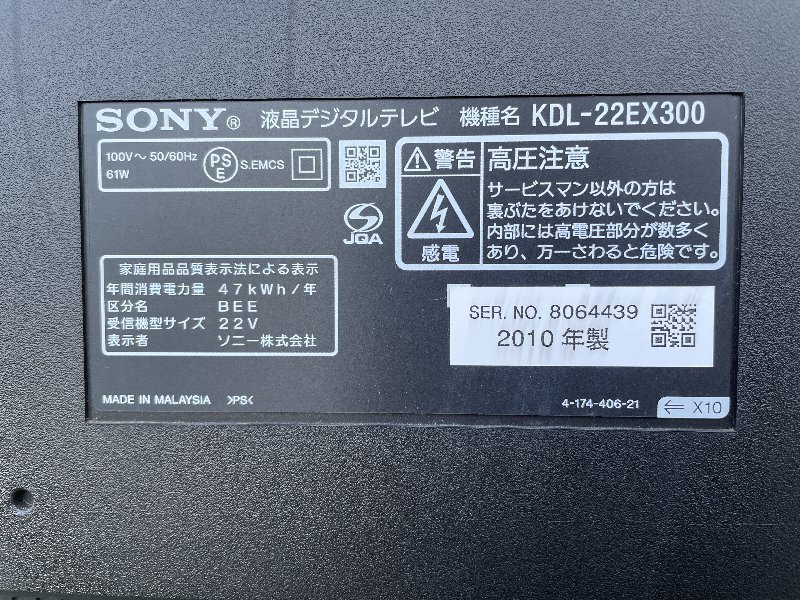 SONY® 液晶デジタルテレビ 機種名 KDL-22EX300
100V〜 50/60Hz
61W
PS
E
S.EMCS
JQA
警告 高圧注意
感電
サービスマン以外の方は
裏ぶたをあけないでください。
内部には高電圧部分が数多く
あり、万一さわると危険です。
家庭用品品質表示法による表示
年間消費電力量 47kWh/年
区分名 BEE
受信機型サイズ 22V
表示者 ソニー株式会社
SER. NO. 8064439
2010 年製
MADE IN MALAYSIA >PS<
4-174-406-21
⇐ X10